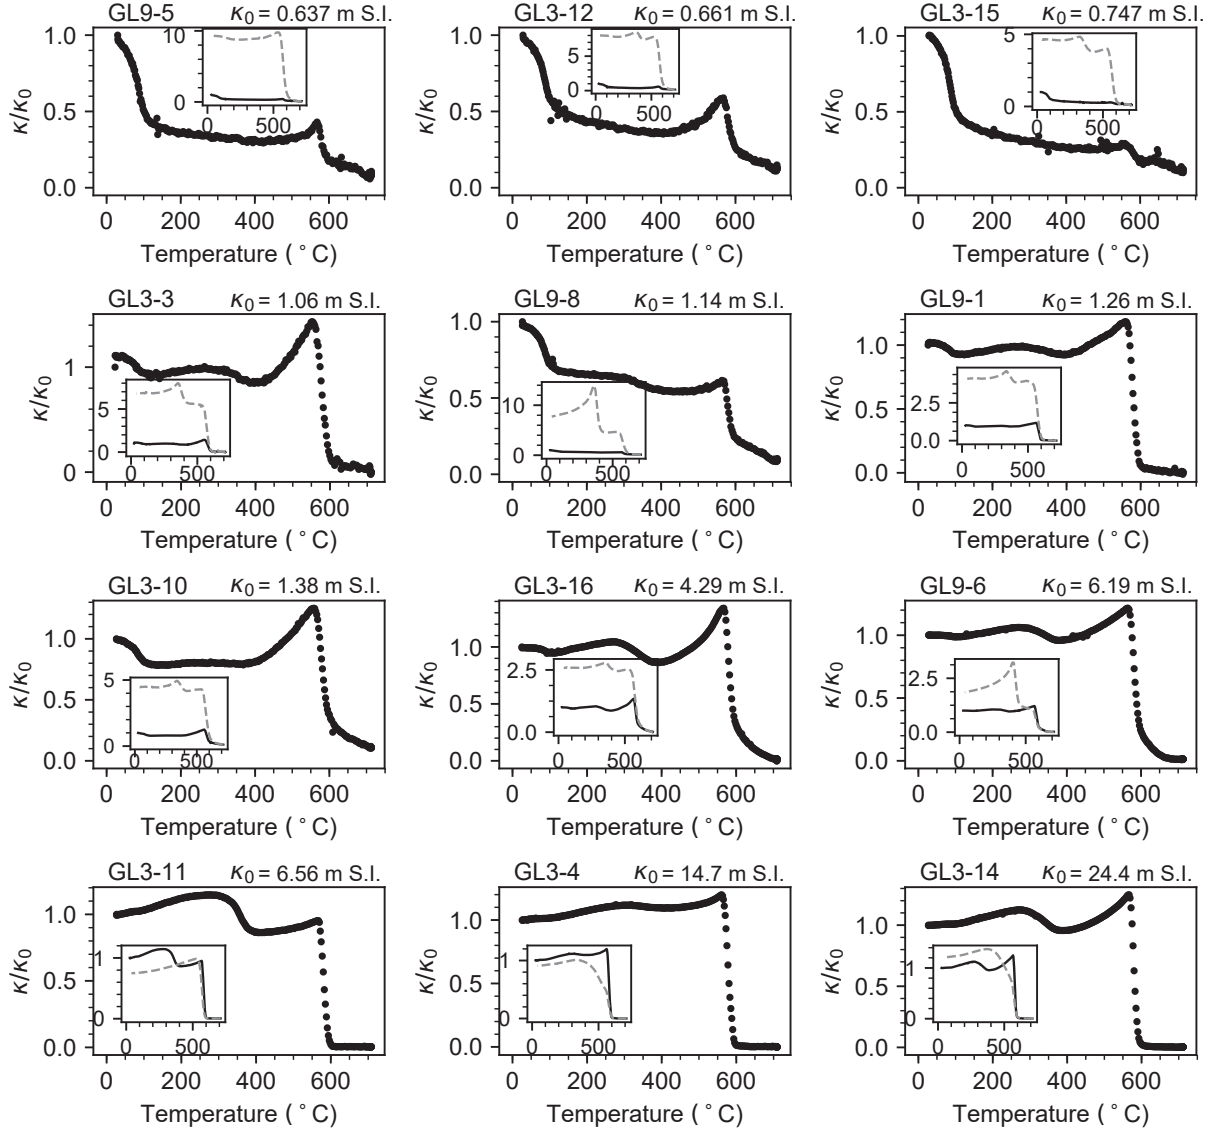 GL9-5 κ0 = 0.637 m S.I. GL3-12 κ0 = 0.661 m S.I. GL3-15 κ0 = 0.747 m S.I.
1.0 10 1.0 5 1.0 5
κ/κ0 0.5 0 κ/κ0 0.5 0 κ/κ0 0.5 0
0 500 0 500 0 500
0.0 0.0 0.0
0 200 400 600 0 200 400 600 0 200 400 600
Temperature ( ° C) Temperature ( ° C) Temperature ( ° C)
GL3-3 κ0 = 1.06 m S.I. GL9-8 κ0 = 1.14 m S.I. GL9-1 κ0 = 1.26 m S.I.
1.0 1.0
1
κ/κ0 5 κ/κ0 0.5 10 κ/κ0 0.5 2.5
0 0 0.0
0 500 0 500 0 500
0 0.0 0.0
0 200 400 600 0 200 400 600 0 200 400 600
Temperature ( ° C) Temperature ( ° C) Temperature ( ° C)
GL3-10 κ0 = 1.38 m S.I. GL3-16 κ0 = 4.29 m S.I. GL9-6 κ0 = 6.19 m S.I.
1.0 1.0 1.0
κ/κ0 5 κ/κ0 2.5 κ/κ0 2.5
0.5 0 0.5 0.0 0.5 0.0
0 500 0 500 0 500
0.0 0.0 0.0
0 200 400 600 0 200 400 600 0 200 400 600
Temperature ( ° C) Temperature ( ° C) Temperature ( ° C)
GL3-11 κ0 = 6.56 m S.I. GL3-4 κ0 = 14.7 m S.I. GL3-14 κ0 = 24.4 m S.I.
1.0 1.0 1.0
κ/κ0 1 κ/κ0 1 κ/κ0 1
0.5 0 0.5 0 0.5 0
0 500 0 500 0 500
0.0 0.0 0.0
0 200 400 600 0 200 400 600 0 200 400 600
Temperature ( ° C) Temperature ( ° C) Temperature ( ° C)